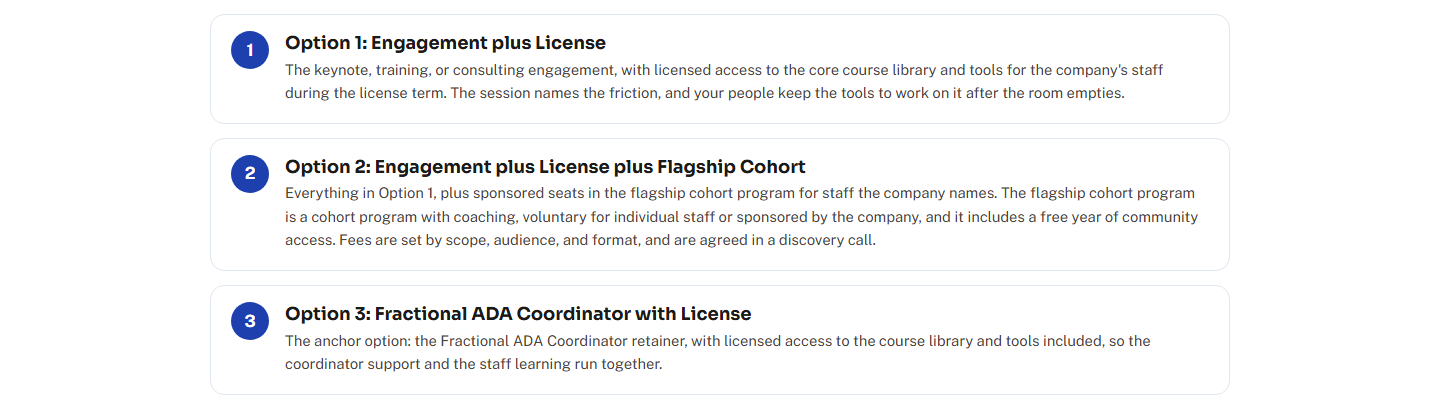 1
Option 1: Engagement plus License
The keynote, training, or consulting engagement, with licensed access to the core course library and tools for the company's staff
during the license term. The session names the friction, and your people keep the tools to work on it after the room empties.
2
Option 2: Engagement plus License plus Flagship Cohort
Everything in Option 1, plus sponsored seats in the flagship cohort program for staff the company names. The flagship cohort program
is a cohort program with coaching, voluntary for individual staff or sponsored by the company, and it includes a free year of community
access. Fees are set by scope, audience, and format, and are agreed in a discovery call.
3
Option 3: Fractional ADA Coordinator with License
The anchor option: the Fractional ADA Coordinator retainer, with licensed access to the course library and tools included, so the
coordinator support and the staff learning run together.